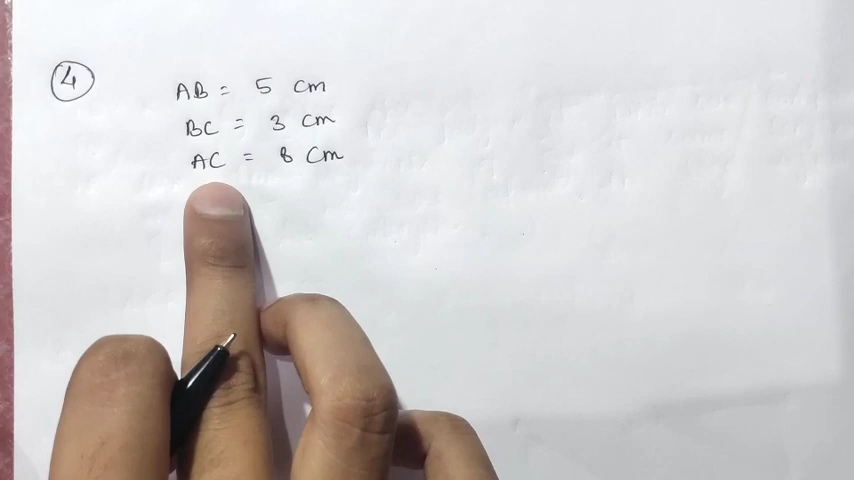 4
AB = 5 cm
BC = 3 cm
AC = 8 cm